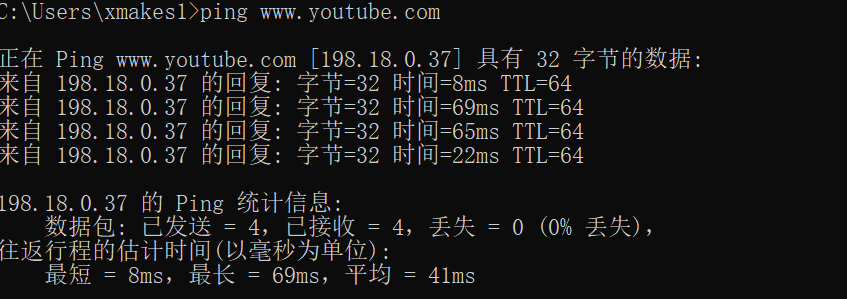 C:\Users\xmakes1>ping www.youtube.com
正在 Ping www.youtube.com [198.18.0.37] 具有 32 字节的数据:
来自 198.18.0.37 的回复: 字节=32 时间=8ms TTL=64
来自 198.18.0.37 的回复: 字节=32 时间=69ms TTL=64
来自 198.18.0.37 的回复: 字节=32 时间=65ms TTL=64
来自 198.18.0.37 的回复: 字节=32 时间=22ms TTL=64
198.18.0.37 的 Ping 统计信息:
数据包: 已发送 = 4，已接收 = 4，丢失 = 0 (0% 丢失)，
往返行程的估计时间(以毫秒为单位):
最短 = 8ms，最长 = 69ms，平均 = 41ms